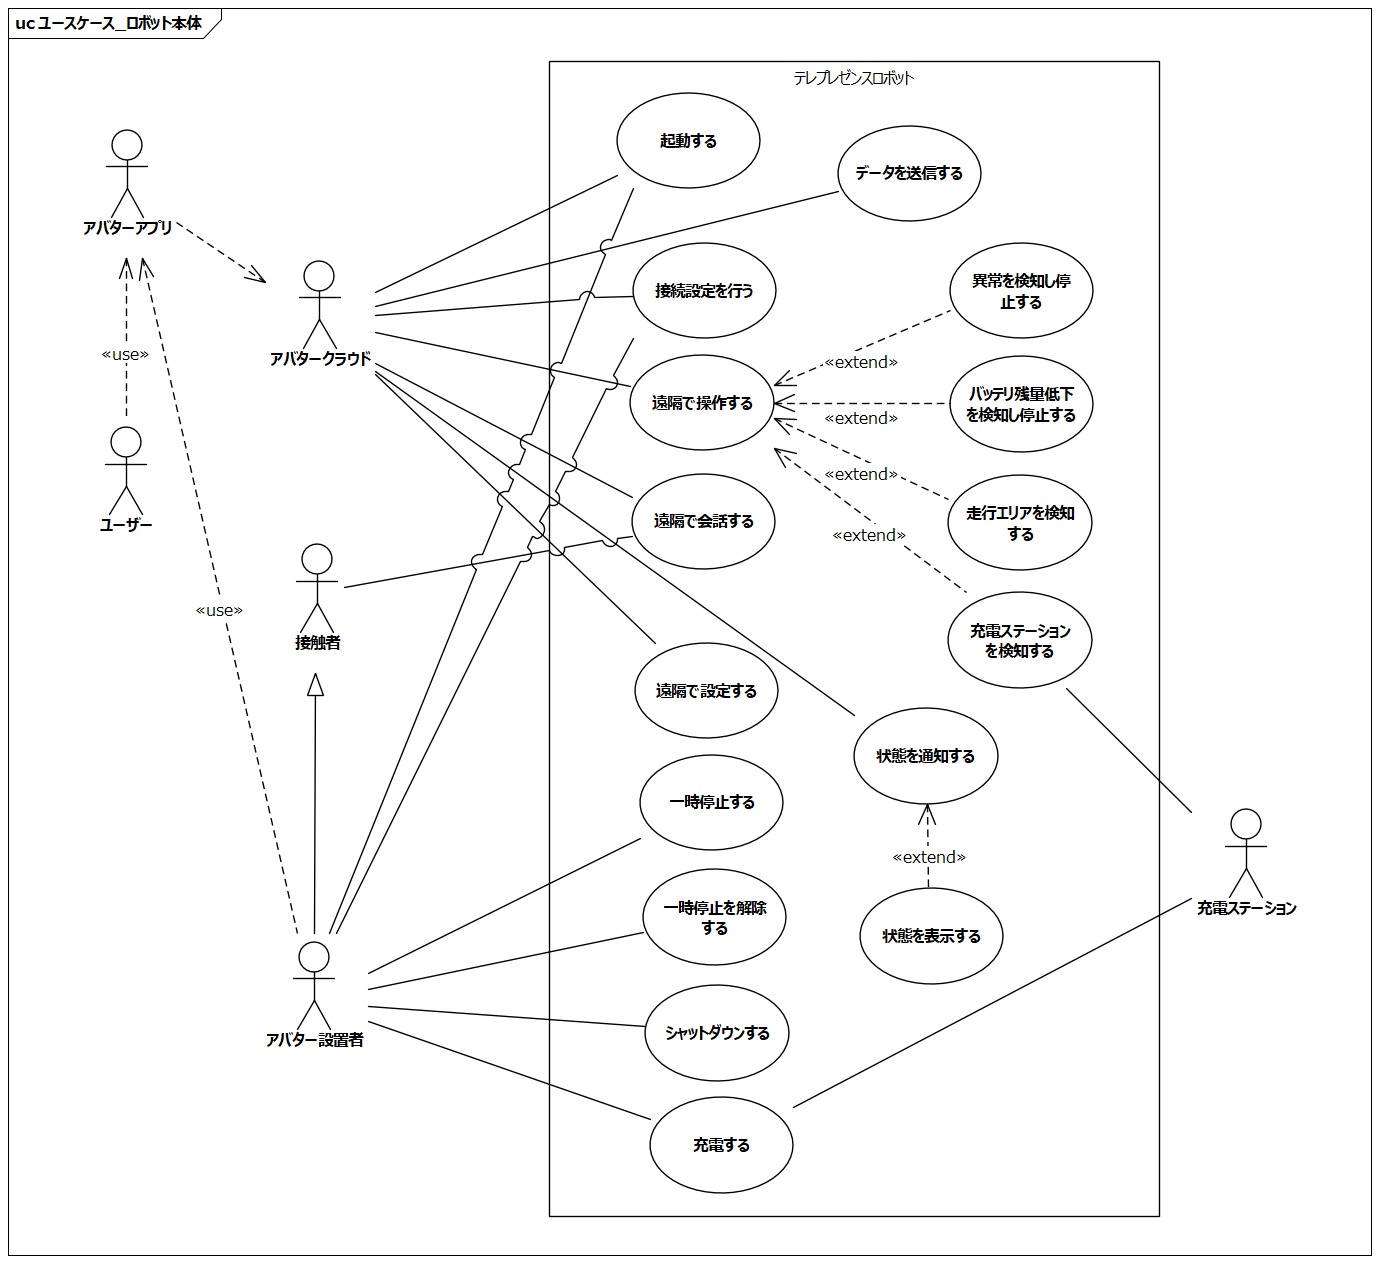 uc ユースケース＿ロボット本体
テレプレゼンスロボット
起動する
データを送信する
アバターアプリ
接続設定を行う
異常を検知し停
止する
アバタークラウド
«use»
«extend»
遠隔で操作する
バッテリ残量低下
を検知し停止する
«extend»
«extend»
ユーザー
遠隔で会話する
走行エリアを検知
する
«extend»
«use»
接触者
充電ステーション
を検知する
遠隔で設定する
状態を通知する
一時停止する
«extend»
充電ステーション
一時停止を解除
する
状態を表示する
アバター設置者
シャットダウンする
充電する